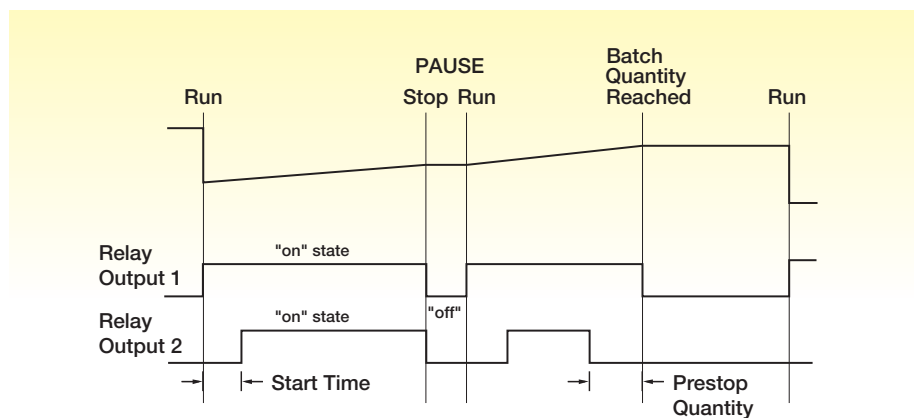 PAUSE
Run
Stop Run
Batch
Quantity
Reached
Run
Relay
Output 1
"on" state
"off"
Relay
Output 2
"on" state
Start Time
Prestop
Quantity